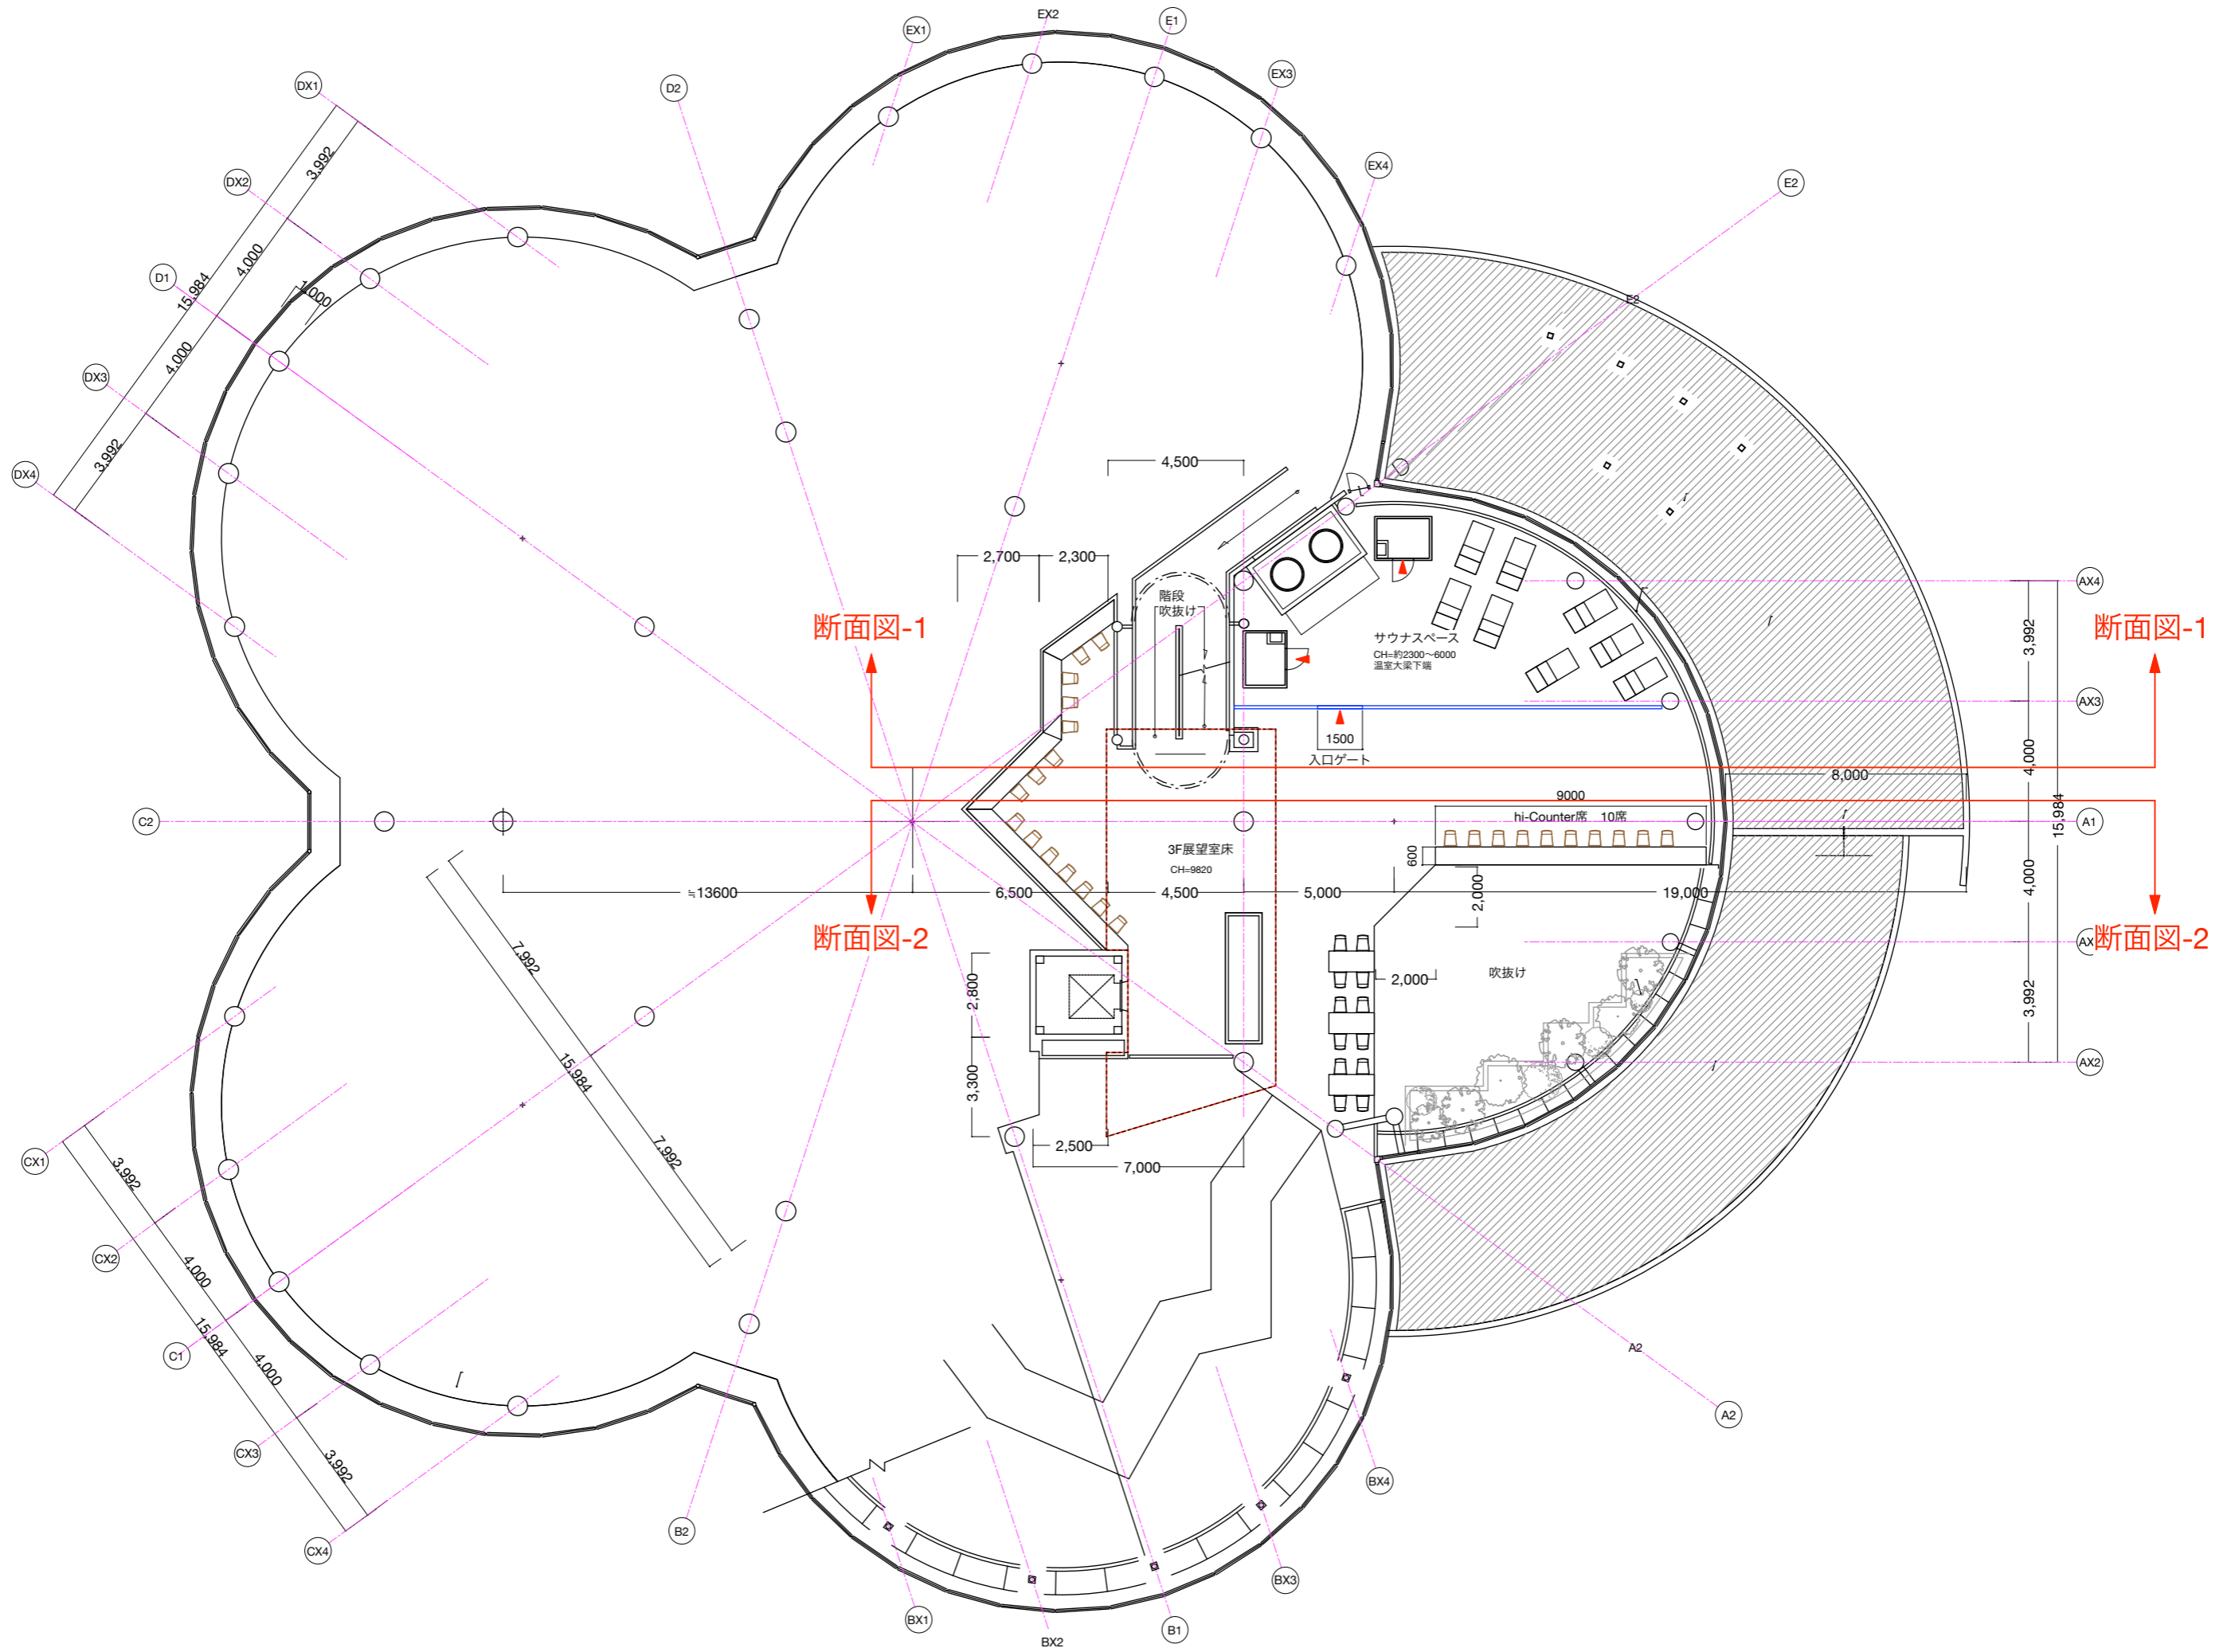 EX2
E1
EX1
EX3
DX1
D2
EX4
DX2
E2
D1
E2
DX3
DX4
3,992
4,000
15,984
1,000
4,000
3,992
4,500
2,700
2,300
階段
吹抜け
サウナスペース
CH=約2300〜6000
温室大梁下端
断面図-1
断面図-1
AX4
3,992
AX3
1500
入口ゲート
4,000
8,000
9000
hi-Counter席 10席
15,984
C2
A1
3F展望室床
CH=9820
600
≒13600
6,500
4,500
5,000
2,000
19,000
4,000
断面図-2
AX断面図-2
2,000
吹抜け
2,800
3,992
7,992
15,984
7,992
3,300
AX2
2,500
7,000
CX1
3,992
CX2
4,000
15,984
C1
4,000
A2
A2
CX3
3,992
BX4
CX4
B2
BX3
BX1
B1
BX2